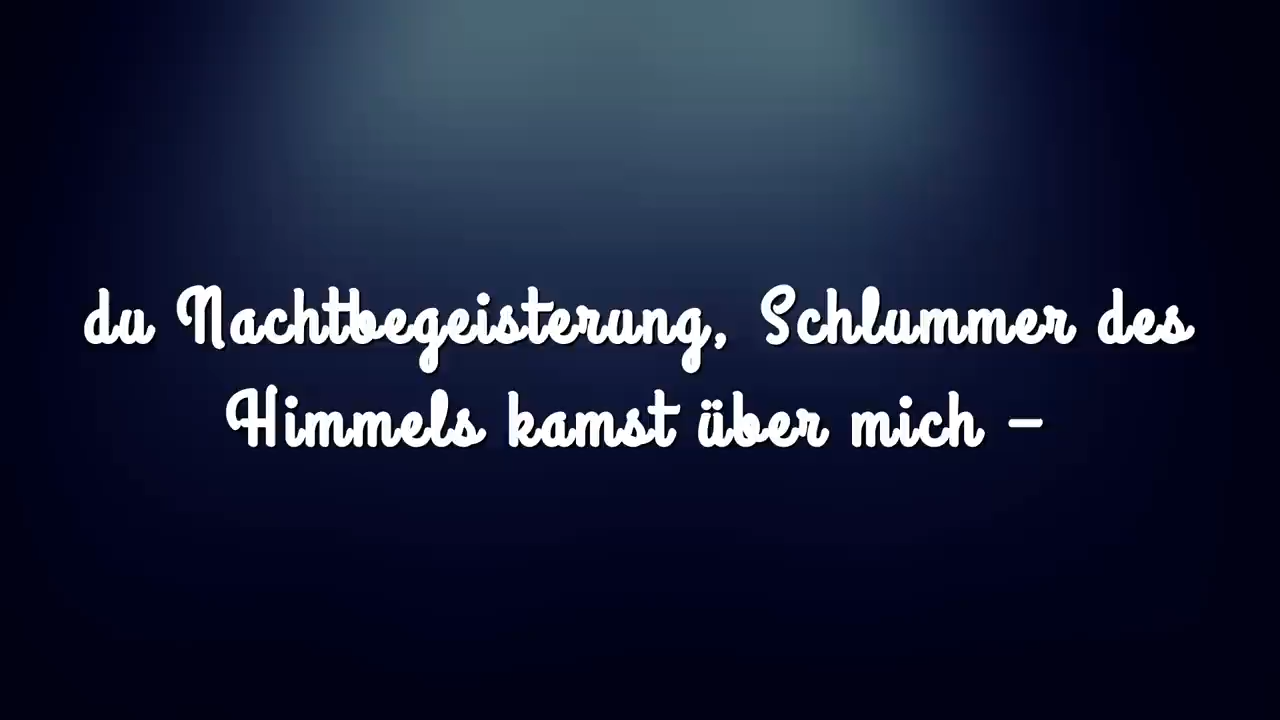 du Nachtbegeisterung, Schlummer des
Himmels kamst über mich –